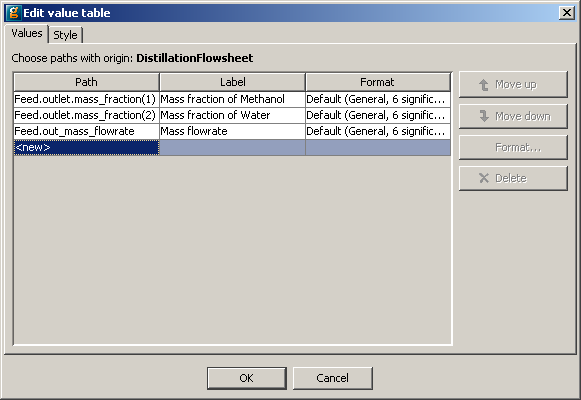 Edit value table
Values Style
Choose paths with origin: DistillationFlowsheet
Path Label Format
Feed.outlet.mass_fraction(1) Mass fraction of Methanol Default (General, 6 signific...
Feed.outlet.mass_fraction(2) Mass fraction of Water Default (General, 6 signific...
Feed.out_mass_flowrate Mass flowrate Default (General, 6 signific...
<new>
Move up
Move down
Format...
Delete
OK Cancel